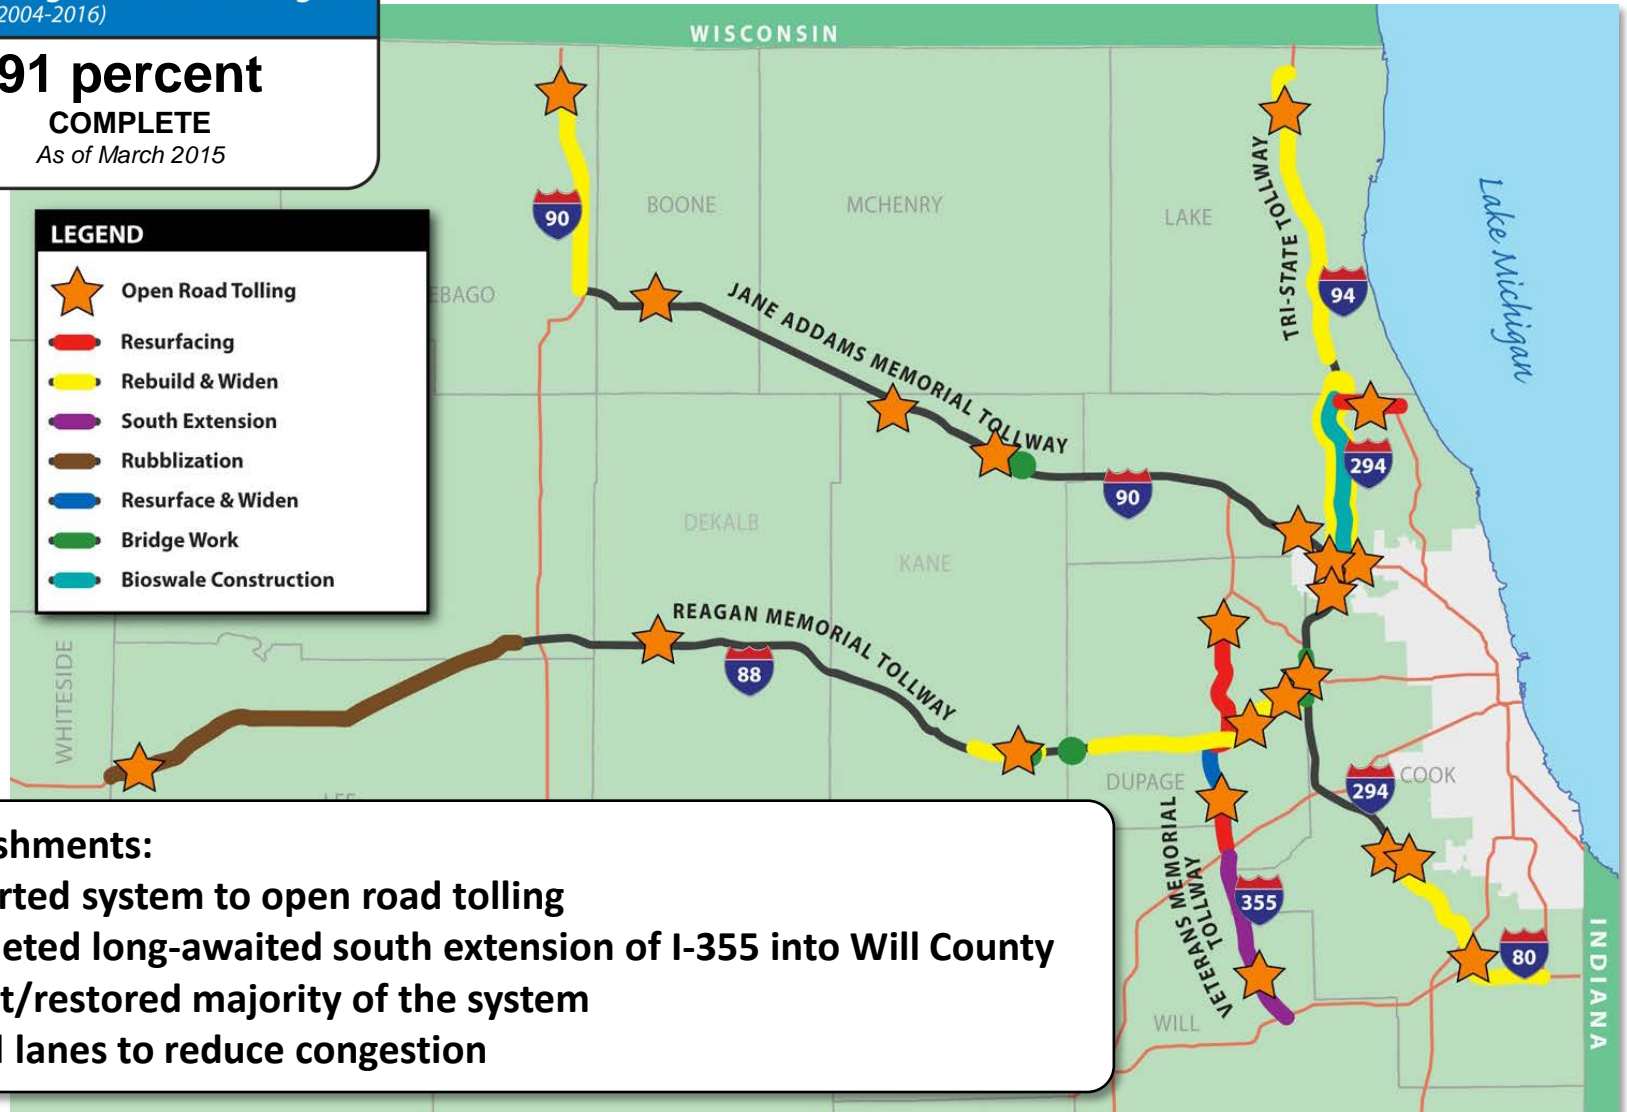 2004-2016)
91 percent
COMPLETE
As of March 2015
LEGEND
Open Road Tolling
Resurfacing
Rebuild & Widen
South Extension
Rubblization
Resurface & Widen
Bridge Work
Bioswale Construction
WISCONSIN
90
BOONE
MCHENRY
LAKE
EBAGO
TRI-STATE TOLLWAY
94
Lake Michigan
JANE ADDAMS MEMORIAL TOLLWAY
294
90
DEKALB
KANE
WHITESIDE
REAGAN MEMORIAL TOLLWAY
88
DUPAGE
294
COOK
VETERANS MEMORIAL
TOLLWAY
355
80
WILL
INDIANA
shments:
rted system to open road tolling
eted long-awaited south extension of I-355 into Will County
t/restored majority of the system
lanes to reduce congestion